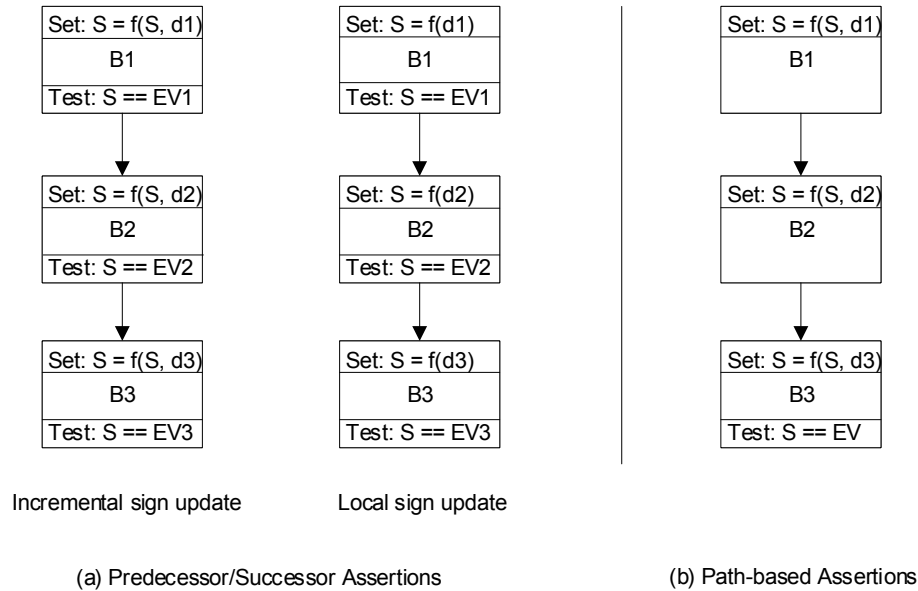 Set: S = f(S, d1)
B1
Test: S == EV1
Set: S = f(S, d2)
B2
Test: S == EV2
Set: S = f(S, d3)
B3
Test: S == EV3
Incremental sign update
Set: S = f(d1)
B1
Test: S == EV1
Set: S = f(d2)
B2
Test: S == EV2
Set: S = f(d3)
B3
Test: S == EV3
Local sign update
(a) Predecessor/Successor Assertions
Set: S = f(S, d1)
B1
Set: S = f(S, d2)
B2
Set: S = f(S, d3)
B3
Test: S == EV
(b) Path-based Assertions